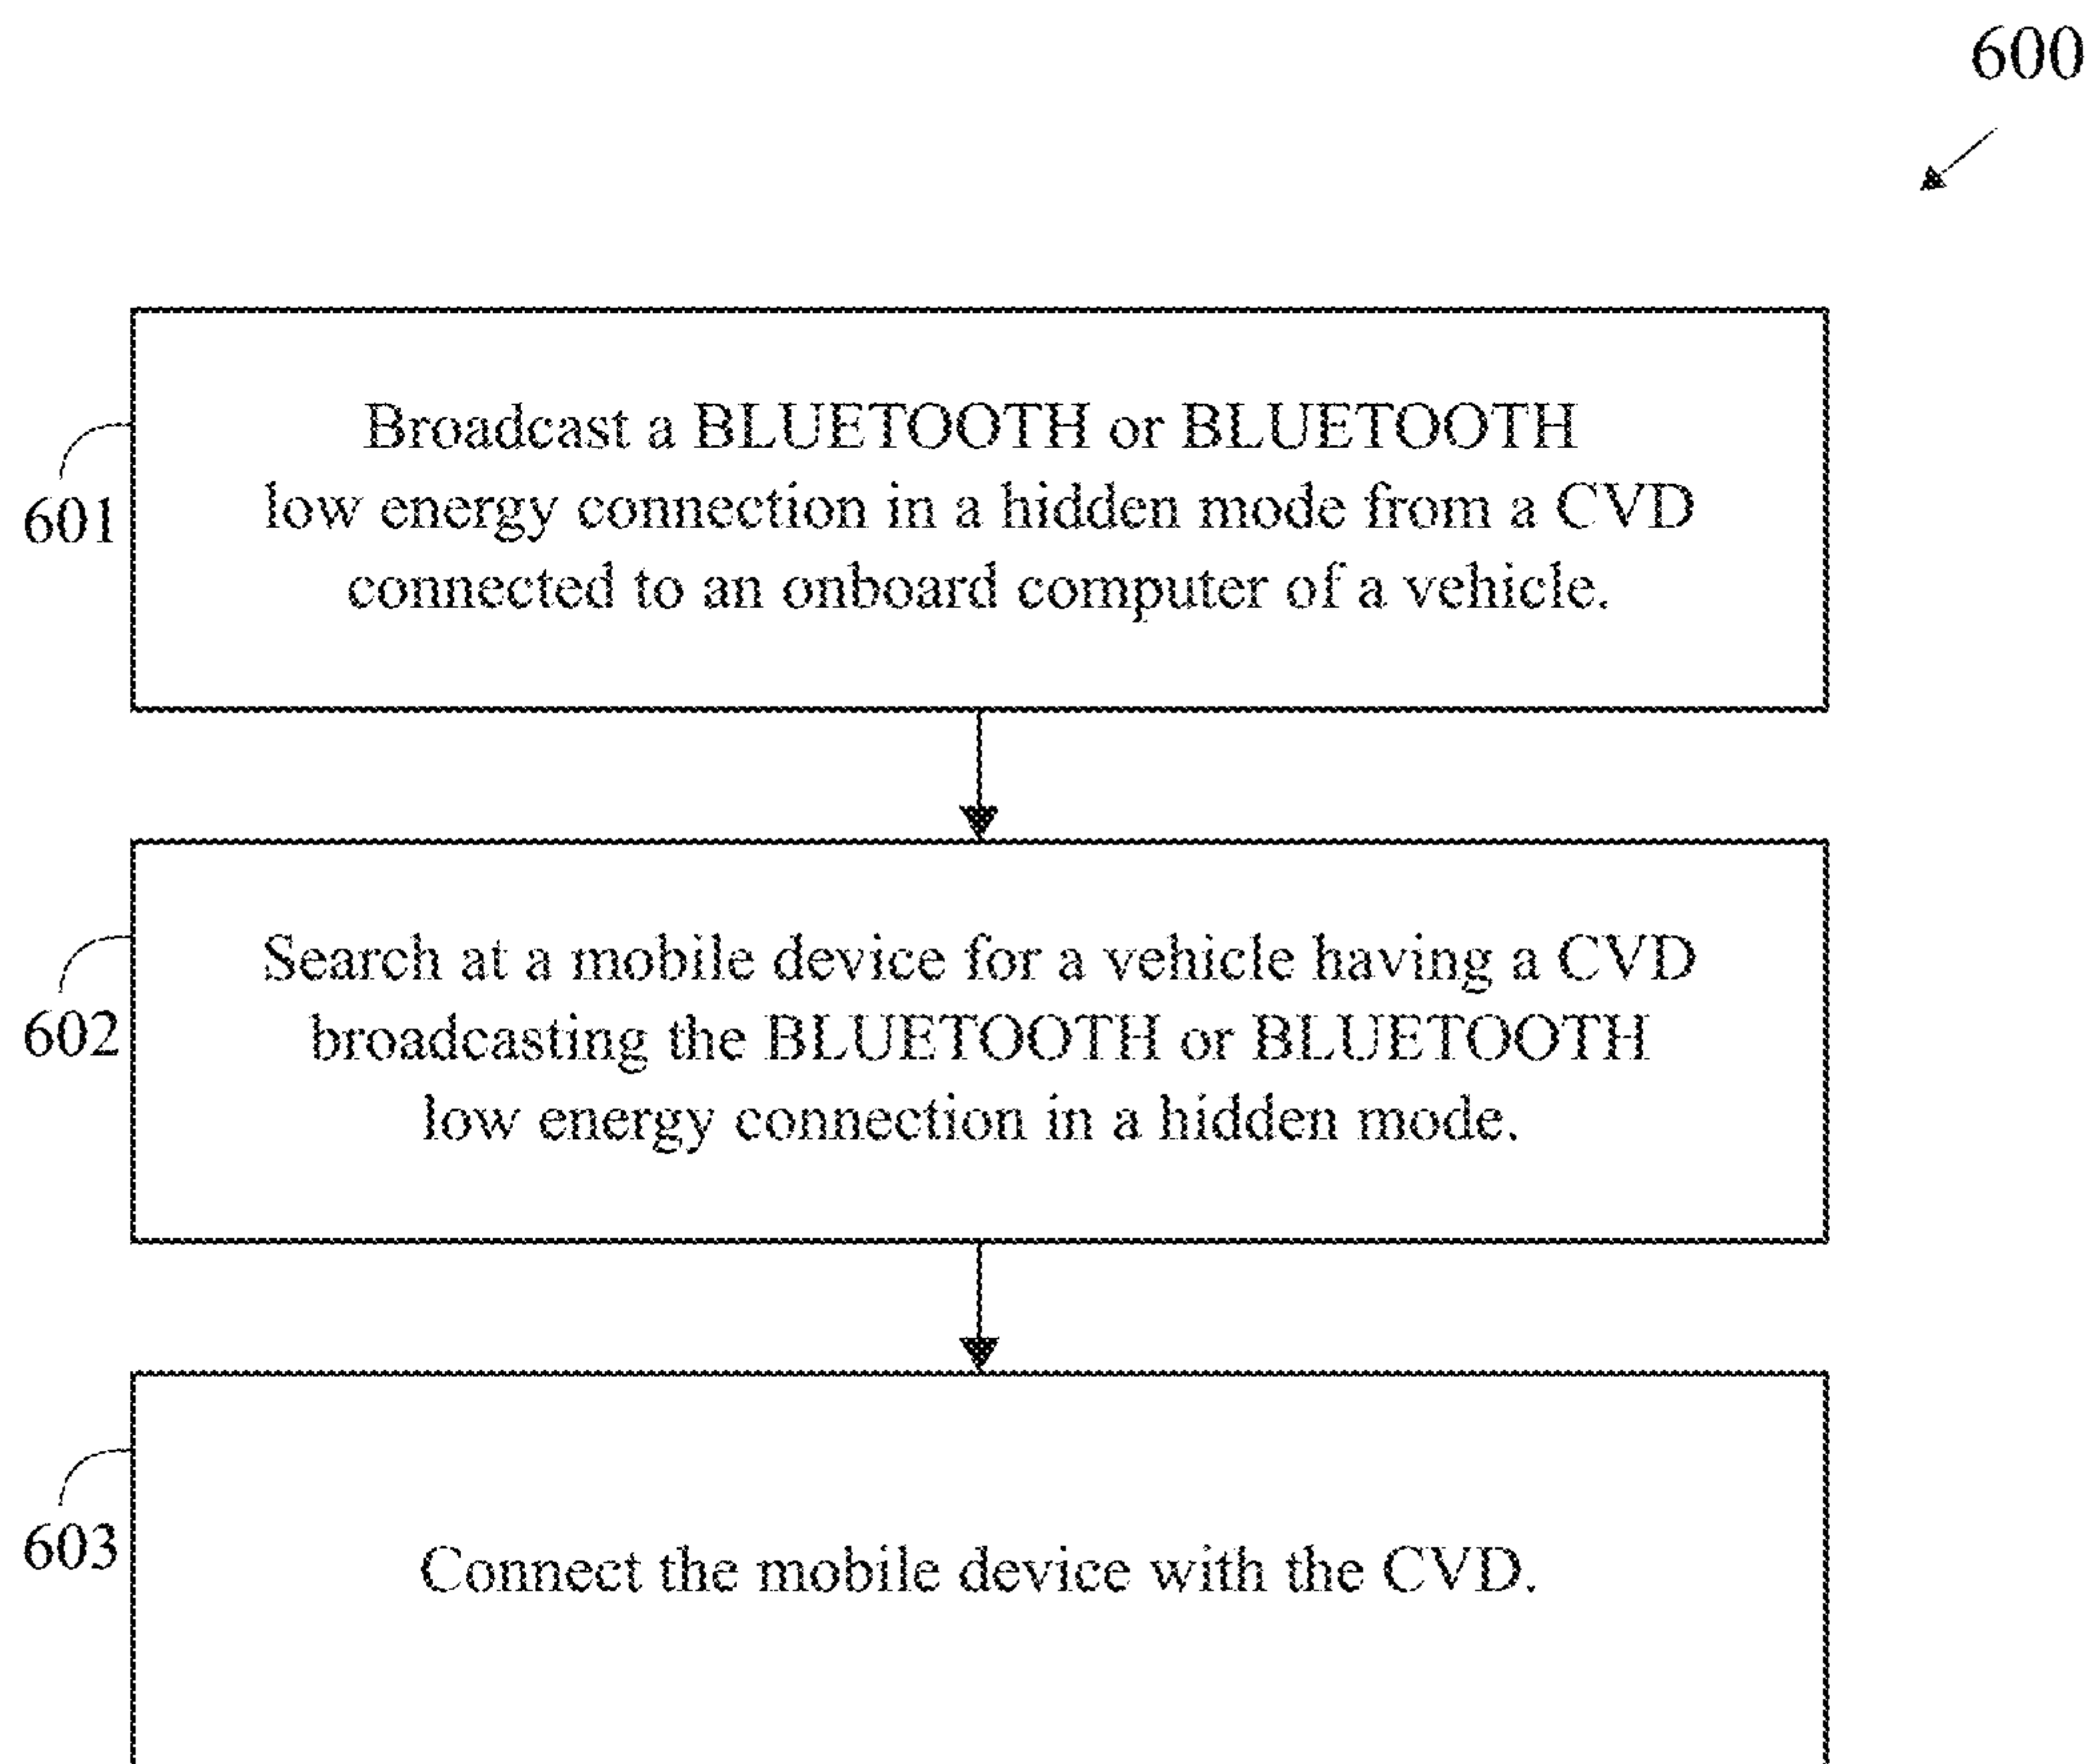 600
Broadcast a BLUETOOTH or BLUETOOTH
low energy connection in a hidden mode from a CVD
connected to an onboard computer of a vehicle.
601
Search at a mobile device for a vehicle having a CVD
broadcasting the BLUETOOTH or BLUETOOTH
low energy connection in a hidden mode.
602
Connect the mobile device with the CVD.
603